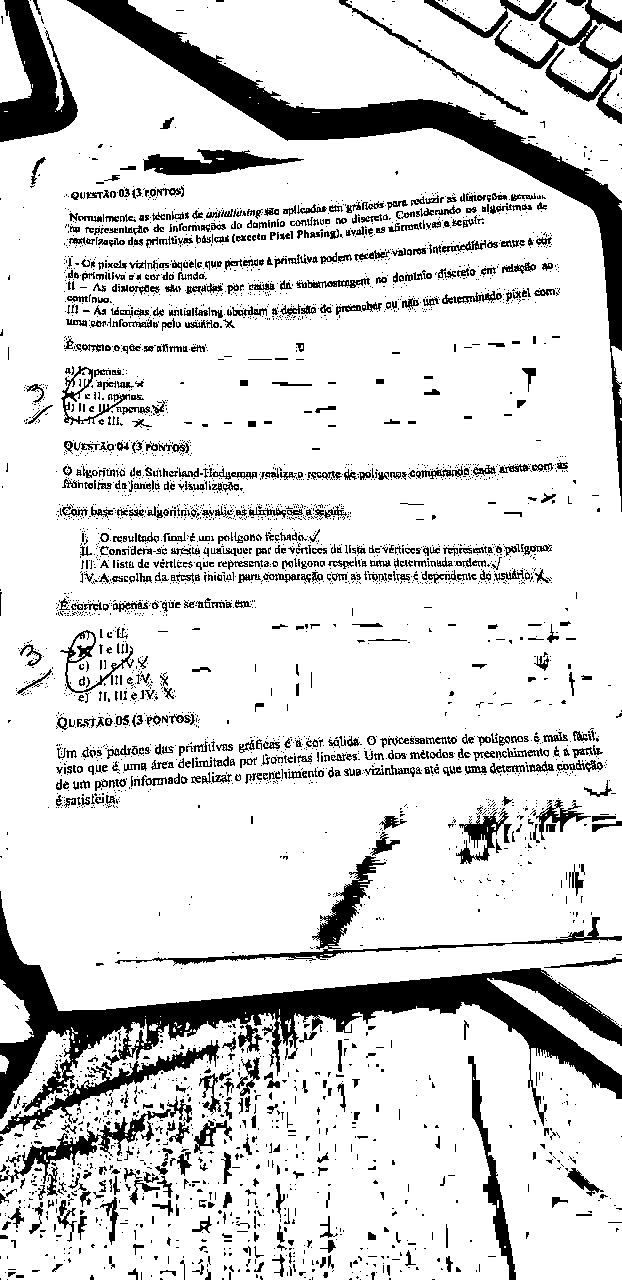 QUESTÃO 03 (3 PONTOS)
Normalmente, as técnicas de antialiasing são aplicadas em gráficos para reduzir as distorções geradas
na representação de informações do domínio contínuo no discreto. Considerando os algoritmos de
rasterização das primitivas básicas (exceto Pixel Phasing), avalie as afirmativas a seguir:
I - Os pixels vizinhos àquele que pertence à primitiva podem receber valores intermediários entre a cor
da primitiva e a cor do fundo.
II – As distorções são geradas por causa da subamostragem no domínio discreto em relação ao
contínuo.
III – As técnicas de antialiasing abordam a decisão de preencher ou não um determinado pixel com
uma cor informada pelo usuário. x
É correto o que se afirma em
a) I, apenas.
b) III, apenas. x
I e II, apenas.
d) II e III, apenas. x
e) I, II e III. x
3
QUESTÃO 04 (3 PONTOS)
O algoritmo de Sutherland-Hodgeman realiza o recorte de polígonos comparando cada aresta com as
fronteiras da janela de visualização.
Com base nesse algoritmo, avalie as afirmações a seguir.
I. O resultado final é um polígono fechado. ✓
II. Considera-se aresta quaisquer par de vértices da lista de vértices que representa o polígono.
III. A lista de vértices que representa o polígono respeita uma determinada ordem. ✓
IV. A escolha da aresta inicial para comparação com as fronteiras é dependente do usuário. x
É correto apenas o que se afirma em:
a) I e II.
I e III.
c) II e IV. x
d) I, III e IV. x
e) II, III e IV. x
3
QUESTÃO 05 (3 PONTOS)
Um dos padrões das primitivas gráficas é a cor sólida. O processamento de polígonos é mais fácil,
visto que é uma área delimitada por fronteiras lineares. Um dos métodos de preenchimento é a partir
de um ponto informado realizar o preenchimento da sua vizinhança até que uma determinada condição
é satisfeita.